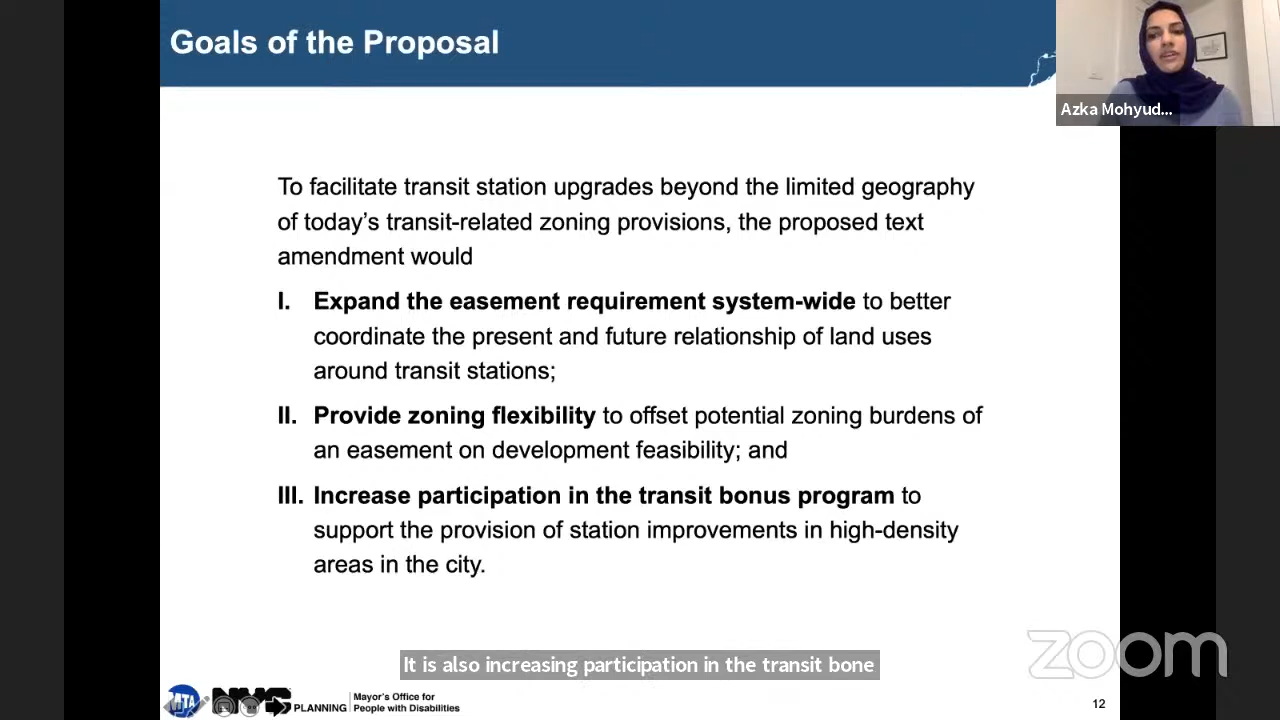 Goals of the Proposal
Azka Mohyud...
To facilitate transit station upgrades beyond the limited geography
of today’s transit-related zoning provisions, the proposed text
amendment would
I. Expand the easement requirement system-wide to better
coordinate the present and future relationship of land uses
around transit stations;
II. Provide zoning flexibility to offset potential zoning burdens of
an easement on development feasibility; and
III. Increase participation in the transit bonus program to
support the provision of station improvements in high-density
areas in the city.
zoom
It is also increasing participation in the transit bone
MTA
NYC
PLANNING
Mayor's Office for
People with Disabilities
12